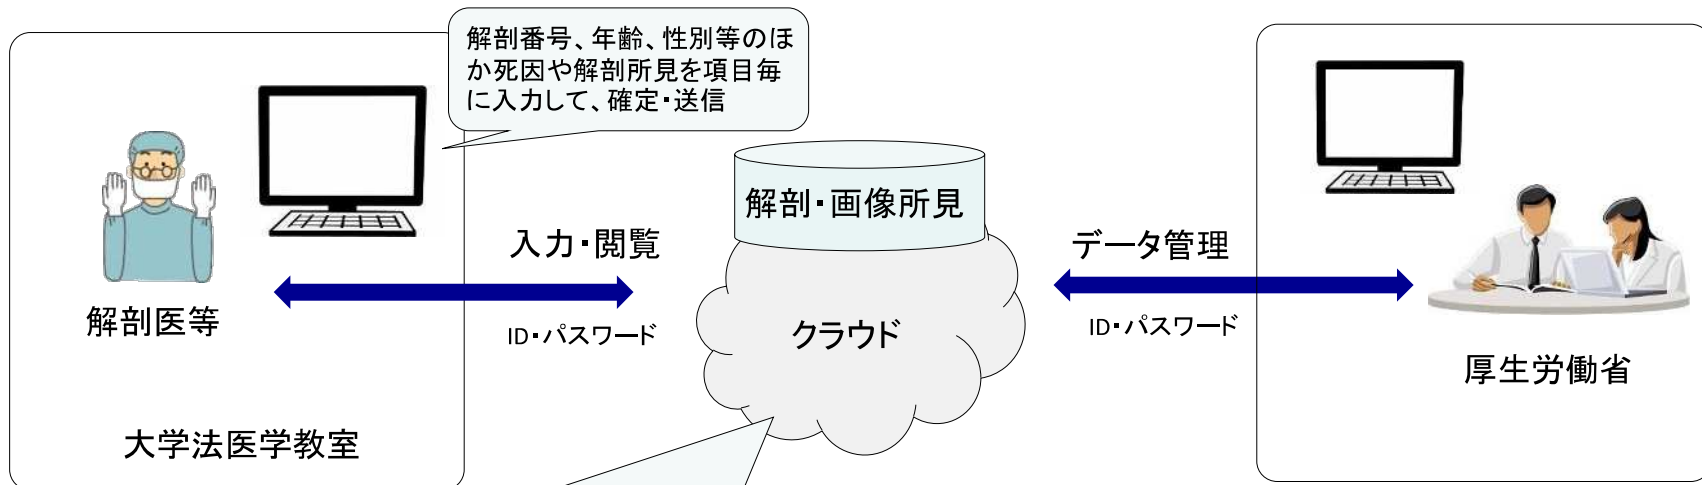 解剖番号、年齢、性別等のほ
か死因や解剖所見を項目毎
に入力して、確定・送信
解剖医等
大学法医学教室
入力・閲覧
ID・パスワード
解剖・画像所見
クラウド
データ管理
ID・パスワード
厚生労働省